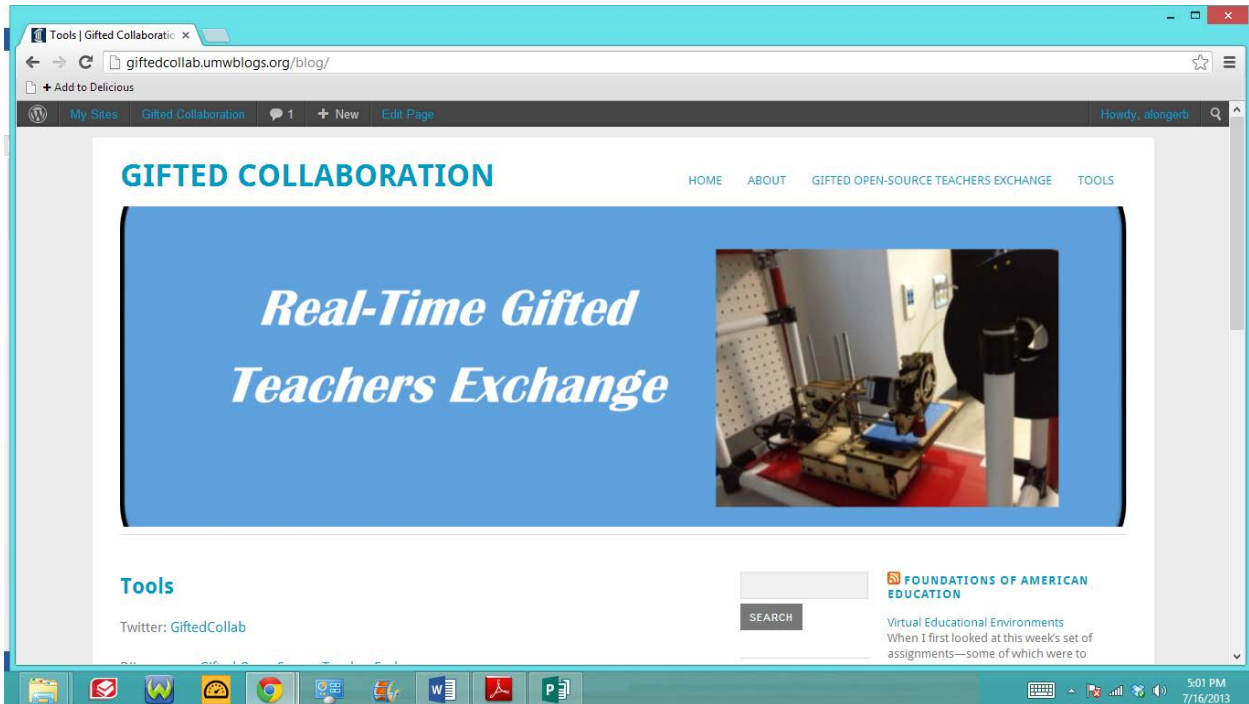 Tools | Gifted Collaboratio
giftedcollab.umwblogs.org/blog/
+ Add to Delicious
My Sites Gifted Collaboration 1 + New Edit Page Howdy, alongerb
GIFTED COLLABORATION
HOME ABOUT GIFTED OPEN-SOURCE TEACHERS EXCHANGE TOOLS
Real-Time Gifted
Teachers Exchange
Tools
Twitter: GiftedCollab
SEARCH
FOUNDATIONS OF AMERICAN
EDUCATION
Virtual Educational Environments
When I first looked at this week's set of
assignments—some of which were to
5:01 PM
7/16/2013